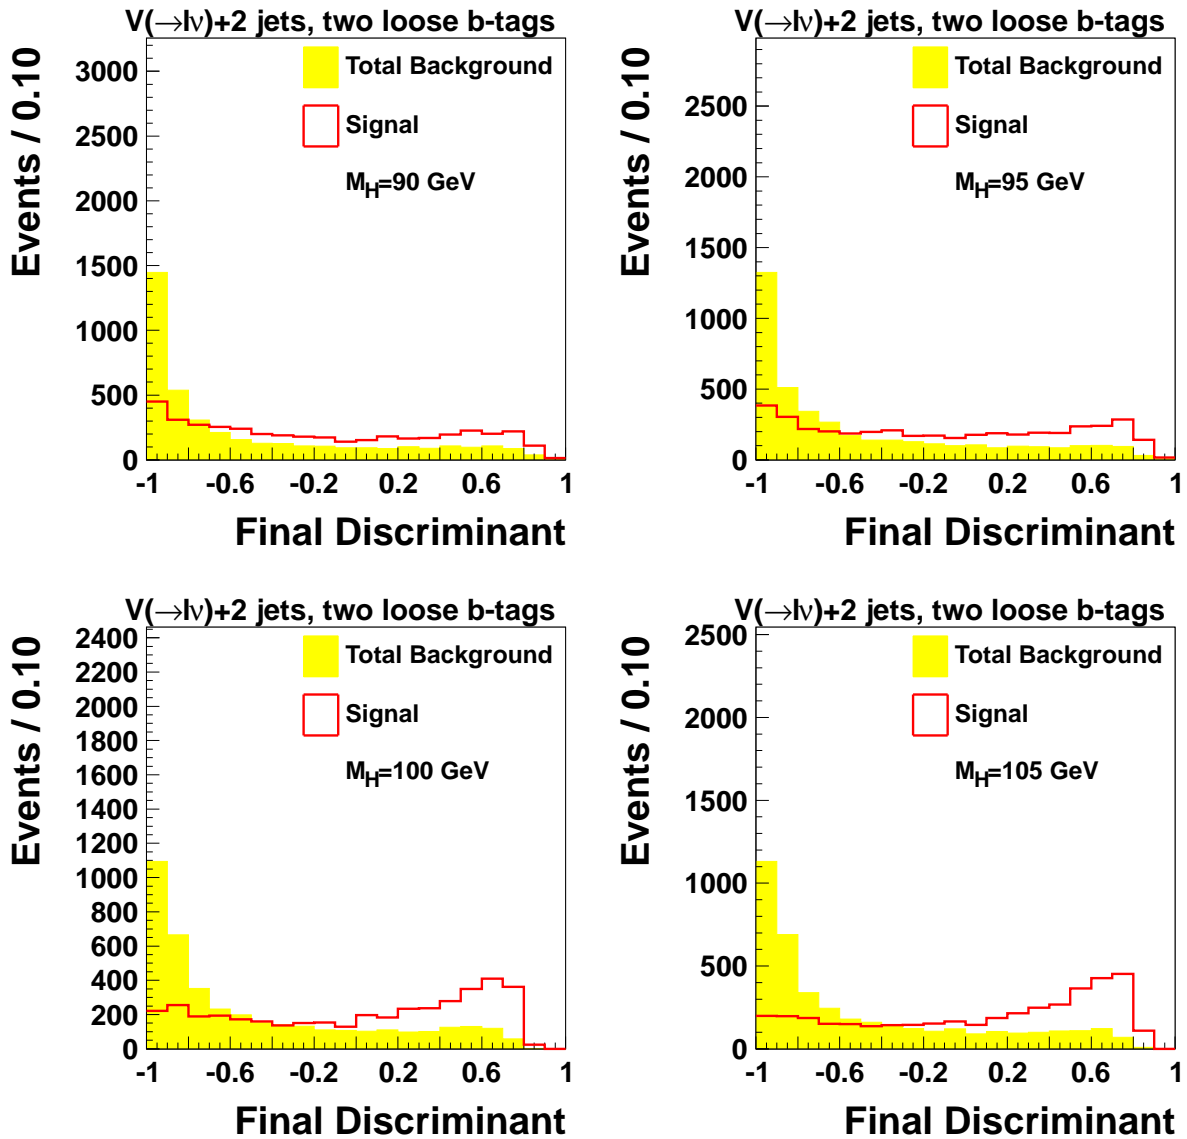 V(→lν)+2 jets, two loose b-tags
Events / 0.10
3000
2500
2000
1500
1000
500
0
Total Background
Signal
M_H=90 GeV
-1 -0.6 -0.2 0.2 0.6 1
Final Discriminant
V(→lν)+2 jets, two loose b-tags
Events / 0.10
2500
2000
1500
1000
500
0
Total Background
Signal
M_H=95 GeV
-1 -0.6 -0.2 0.2 0.6 1
Final Discriminant
V(→lν)+2 jets, two loose b-tags
Events / 0.10
2400
2200
2000
1800
1600
1400
1200
1000
800
600
400
200
0
Total Background
Signal
M_H=100 GeV
-1 -0.6 -0.2 0.2 0.6 1
Final Discriminant
V(→lν)+2 jets, two loose b-tags
Events / 0.10
2500
2000
1500
1000
500
0
Total Background
Signal
M_H=105 GeV
-1 -0.6 -0.2 0.2 0.6 1
Final Discriminant